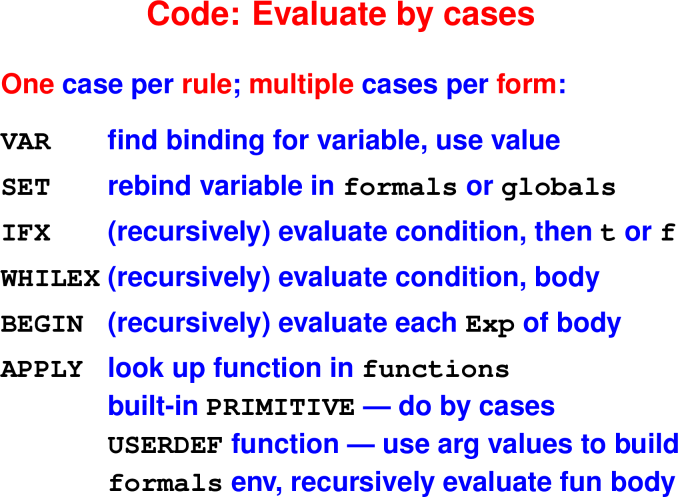 Code: Evaluate by cases
One case per rule; multiple cases per form:
VAR find binding for variable, use value
SET rebind variable in formals or globals
IFX (recursively) evaluate condition, then t or f
WHILEX (recursively) evaluate condition, body
BEGIN (recursively) evaluate each Exp of body
APPLY look up function in functions
built-in PRIMITIVE — do by cases
USERDEF function — use arg values to build
formals env, recursively evaluate fun body